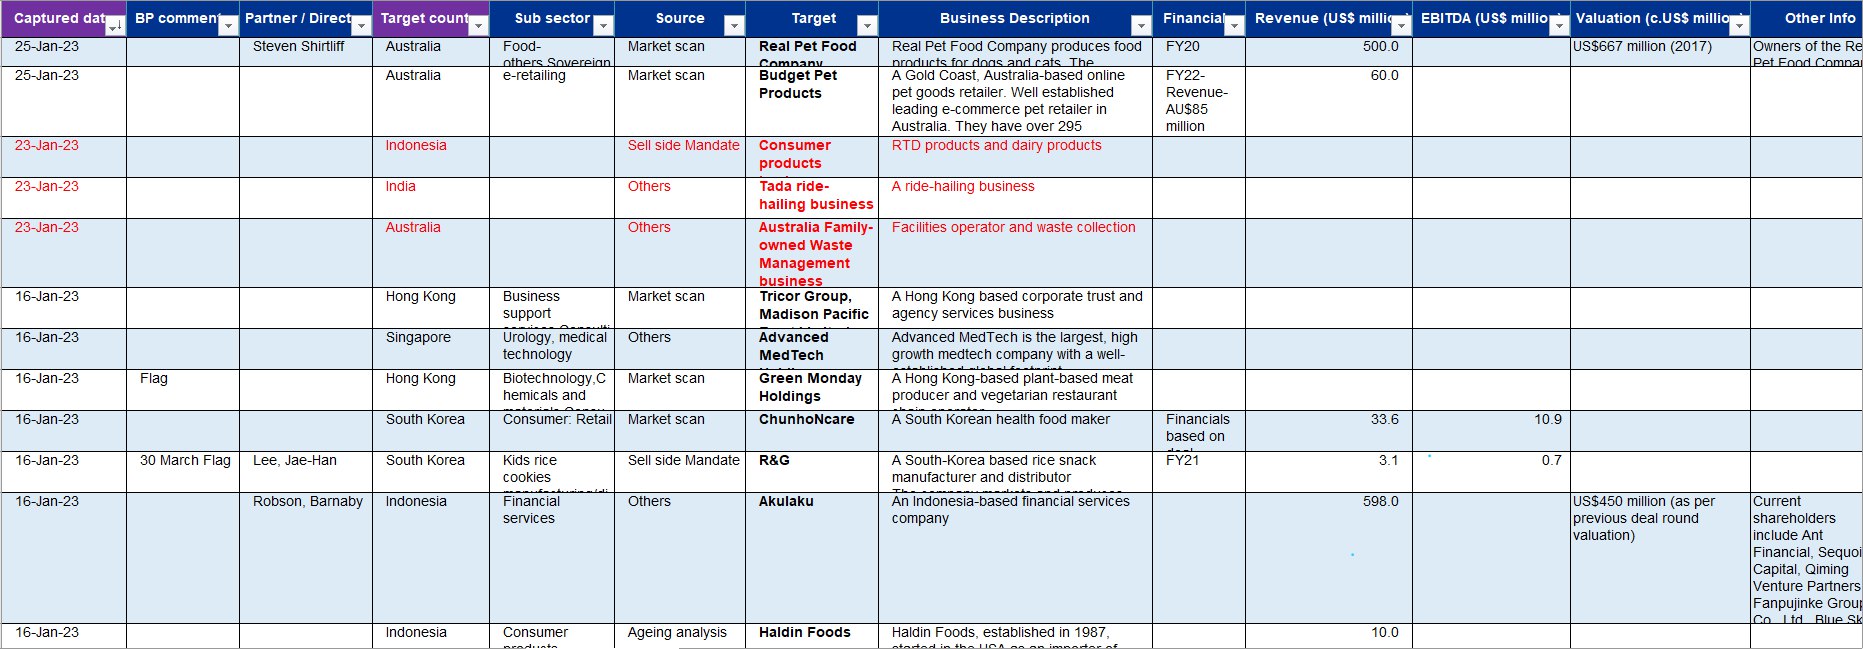 Captured dat
BP comment
Partner / Direct
Target count
Sub sector
Source
Target
Business Description
Financial
Revenue (US$ millio
EBITDA (US$ million
Valuation (c.US$ millio
Other Info
25-Jan-23
Steven Shirtliff
Australia
Food-
others Sovereign
Market scan
Real Pet Food
Company
Real Pet Food Company produces food
products for dogs and cats. The
FY20
500.0
US$667 million (2017)
Owners of the Re
Pet Food Compa
25-Jan-23
Australia
e-retailing
Market scan
Budget Pet
Products
A Gold Coast, Australia-based online
pet goods retailer. Well established
leading e-commerce pet retailer in
Australia. They have over 295
FY22-
Revenue-
AU$85
million
60.0
23-Jan-23
Indonesia
Sell side Mandate
Consumer
products
RTD products and dairy products
23-Jan-23
India
Others
Tada ride-
hailing business
A ride-hailing business
23-Jan-23
Australia
Others
Australia Family-
owned Waste
Management
business
Facilities operator and waste collection
16-Jan-23
Hong Kong
Business
support
Market scan
Tricor Group,
Madison Pacific
A Hong Kong based corporate trust and
agency services business
16-Jan-23
Singapore
Urology, medical
technology
Others
Advanced
MedTech
Advanced MedTech is the largest, high
growth medtech company with a well-
established global footprint
16-Jan-23
Flag
Hong Kong
Biotechnology,C
hemicals and
Market scan
Green Monday
Holdings
A Hong Kong-based plant-based meat
producer and vegetarian restaurant
chain operator
16-Jan-23
South Korea
Consumer: Retail
Market scan
ChunhoNcare
A South Korean health food maker
Financials
based on
33.6
10.9
16-Jan-23
30 March Flag
Lee, Jae-Han
South Korea
Kids rice
cookies
Sell side Mandate
R&G
A South-Korea based rice snack
manufacturer and distributor
The company markets and produces
FY21
3.1
0.7
16-Jan-23
Robson, Barnaby
Indonesia
Financial
services
Others
Akulaku
An Indonesia-based financial services
company
598.0
US$450 million (as per
previous deal round
valuation)
Current
shareholders
include Ant
Financial, Sequoi
Capital, Qiming
Venture Partners
Fanpujinke Grou
Co., Ltd., Blue Sk
16-Jan-23
Indonesia
Consumer
products
Ageing analysis
Haldin Foods
Haldin Foods, established in 1987,
started in the USA as an importer of
10.0